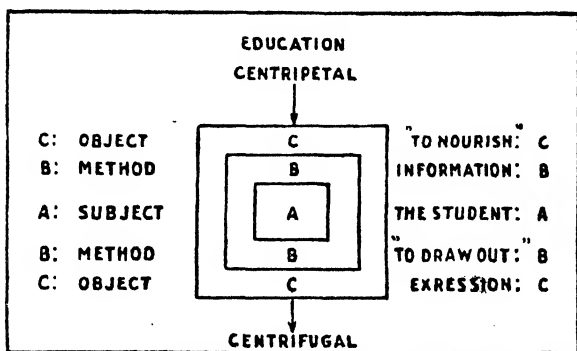 EDUCATION
CENTRIPETAL
C: OBJECT C "TO NOURISH:" C
B: METHOD B INFORMATION: B
A: SUBJECT A THE STUDENT: A
B: METHOD B "TO DRAW OUT:" B
C: OBJECT C EXRESSION: C
CENTRIFUGAL